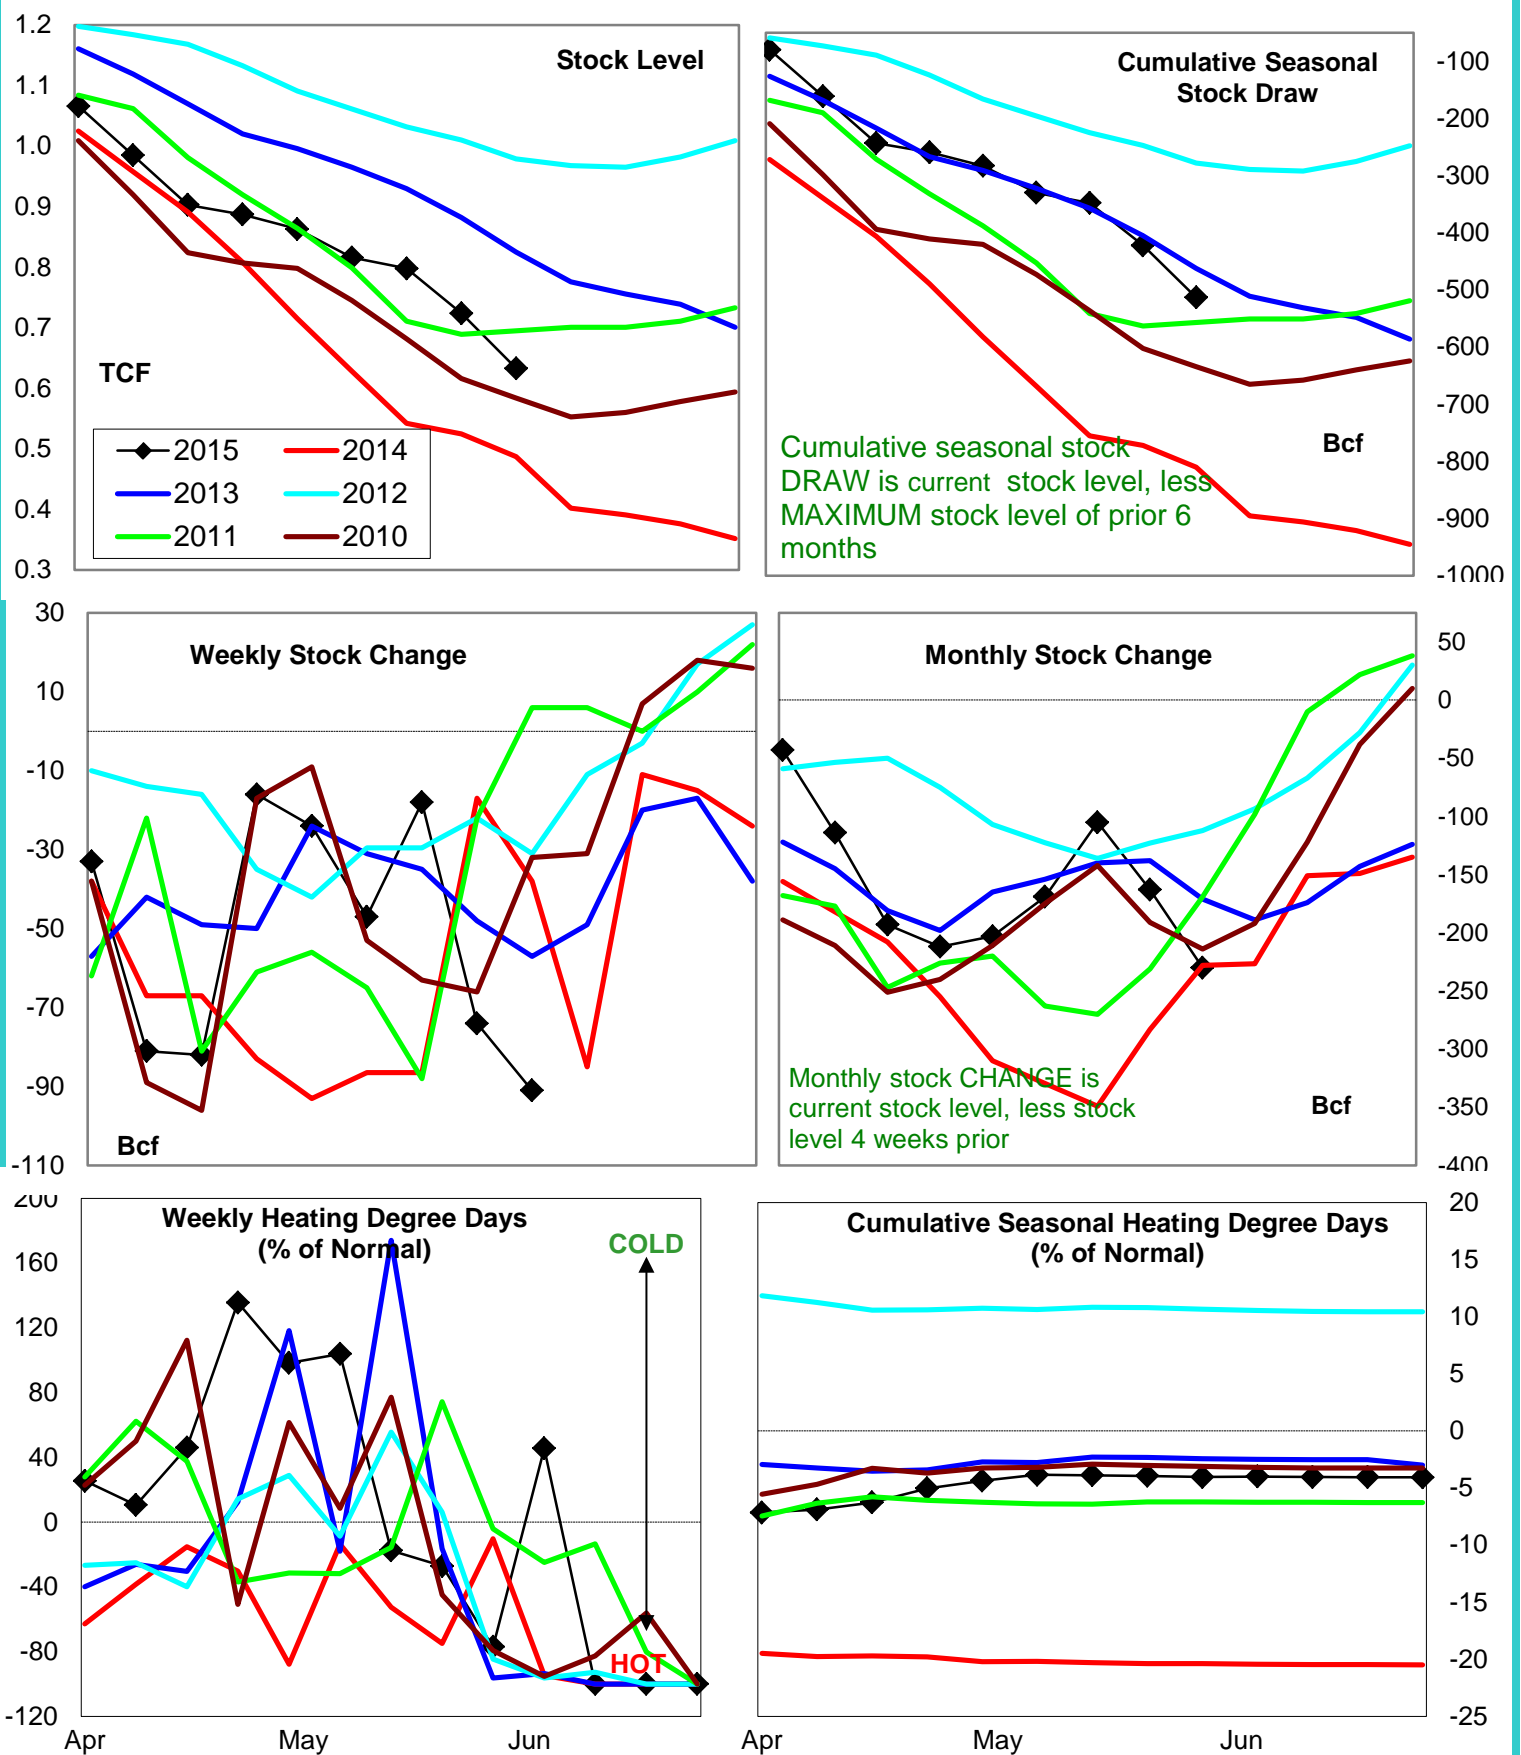 1.2
1.1
1.0
0.9
0.8
0.7
0.6
0.5
0.4
0.3
Stock Level
TCF
2015
2014
2013
2012
2011
2010
Cumulative Seasonal
Stock Draw
-100
-200
-300
-400
-500
-600
-700
-800
-900
-1000
Bcf
Cumulative seasonal stock
DRAW is current stock level, less
MAXIMUM stock level of prior 6
months
30
10
-10
-30
-50
-70
-90
-110
Weekly Stock Change
Bcf
Monthly Stock Change
50
0
-50
-100
-150
-200
-250
-300
-350
-400
Monthly stock CHANGE is
current stock level, less stock
level 4 weeks prior
Bcf
200
160
120
80
40
0
-40
-80
-120
Weekly Heating Degree Days
(% of Normal)
COLD
HOT
Apr
May
Jun
Cumulative Seasonal Heating Degree Days
(% of Normal)
20
15
10
5
0
-5
-10
-15
-20
-25
Apr
May
Jun